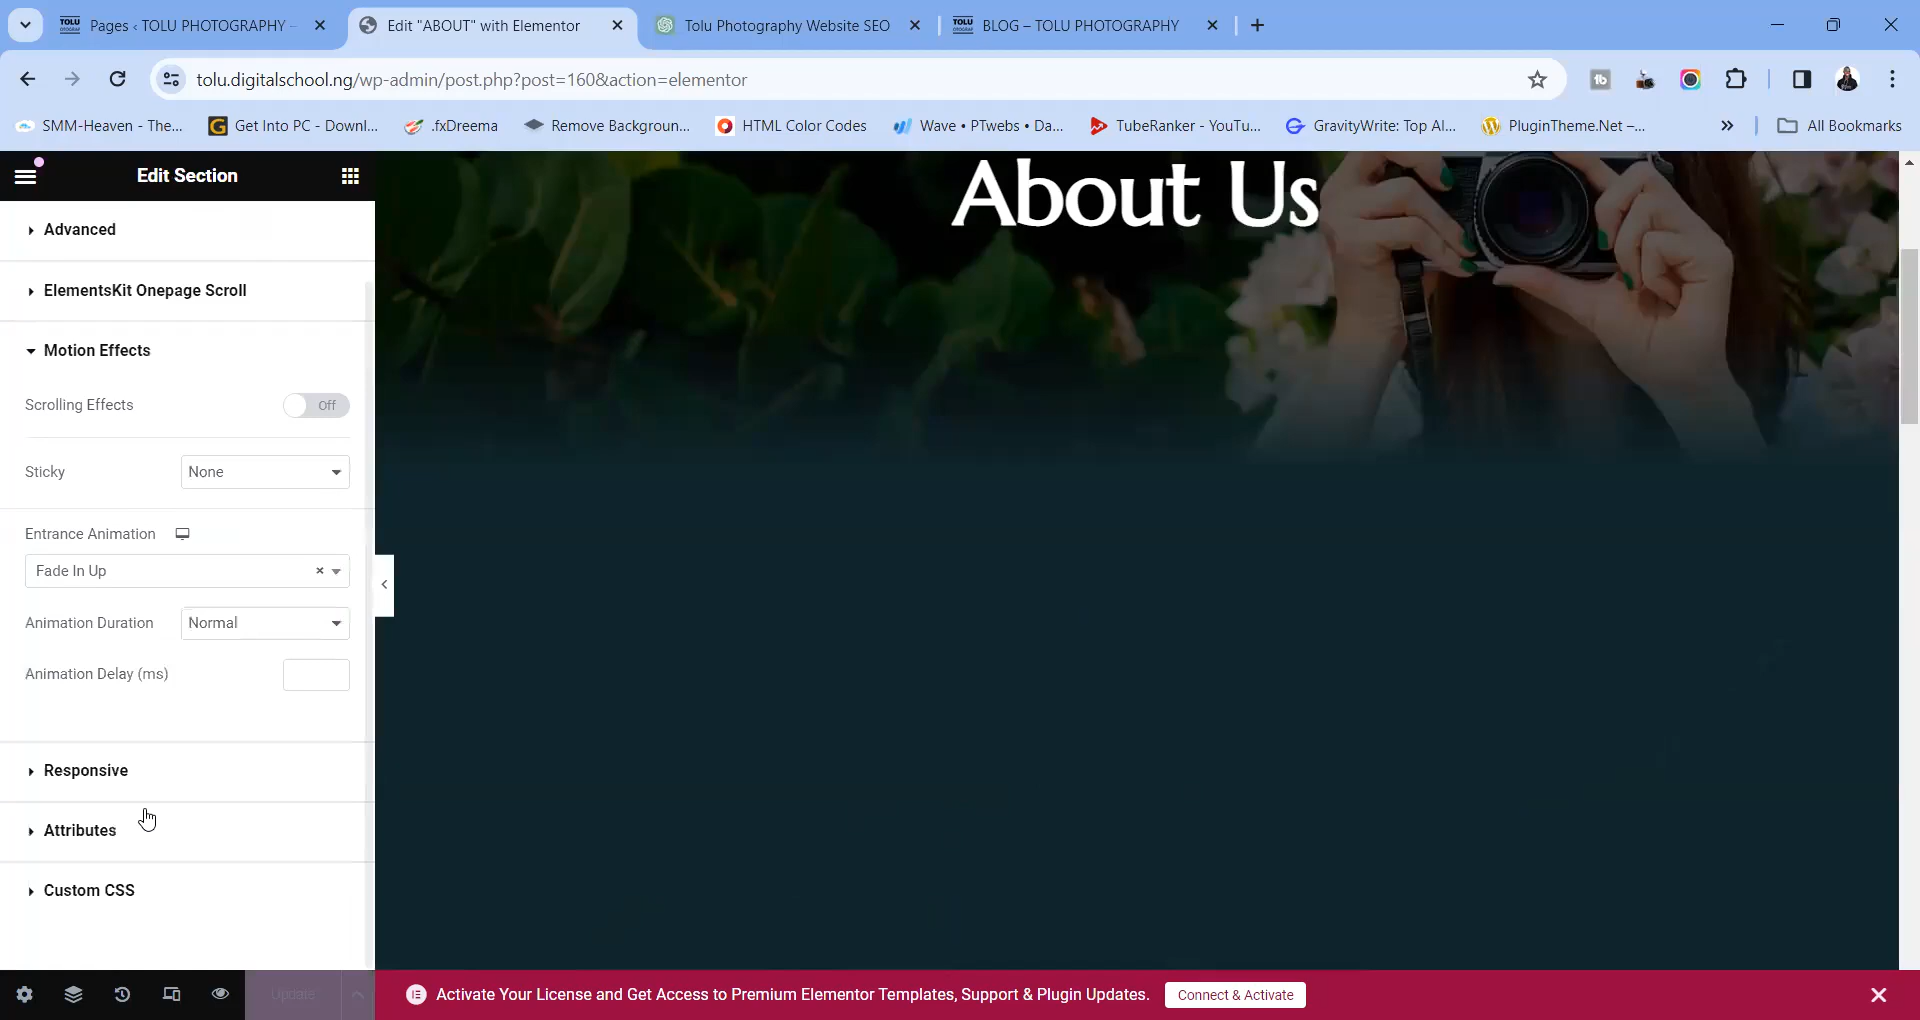 Pages ‹ TOLU PHOTOGRAPHY –
Edit "ABOUT" with Elementor
Tolu Photography Website SEO
BLOG – TOLU PHOTOGRAPHY
tolu.digitalschool.ng/wp-admin/post.php?post=160&action=elementor
SMM-Heaven - The...
Get Into PC - Downl...
.fxDreema
Remove Backgroun...
HTML Color Codes
Wave • PTwebs • Da...
TubeRanker - YouTu...
GravityWrite: Top Al...
PluginTheme.Net –...
All Bookmarks
Edit Section
About Us
Advanced
ElementsKit Onepage Scroll
Motion Effects
Scrolling Effects
Off
Sticky
None
Entrance Animation
Fade In Up
Animation Duration
Normal
Animation Delay (ms)
Responsive
Attributes
Custom CSS
Update
Activate Your License and Get Access to Premium Elementor Templates, Support & Plugin Updates.
Connect & Activate